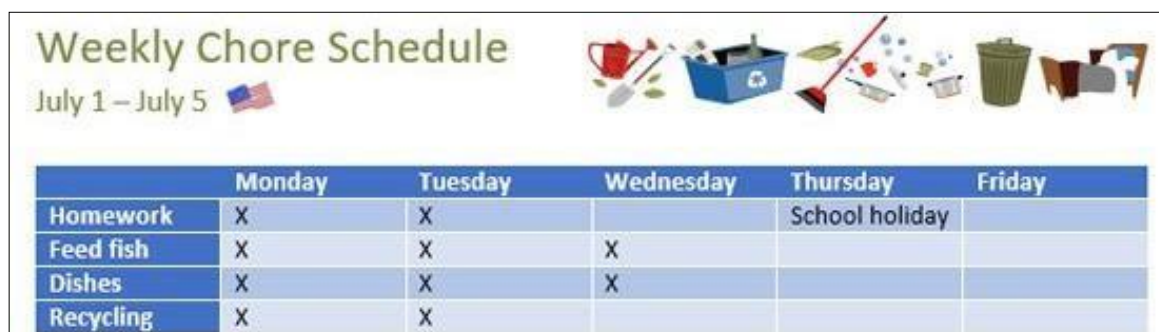 Weekly Chore Schedule
July 1 – July 5
Monday Tuesday Wednesday Thursday Friday
Homework X X School holiday
Feed fish X X X
Dishes X X X
Recycling X X